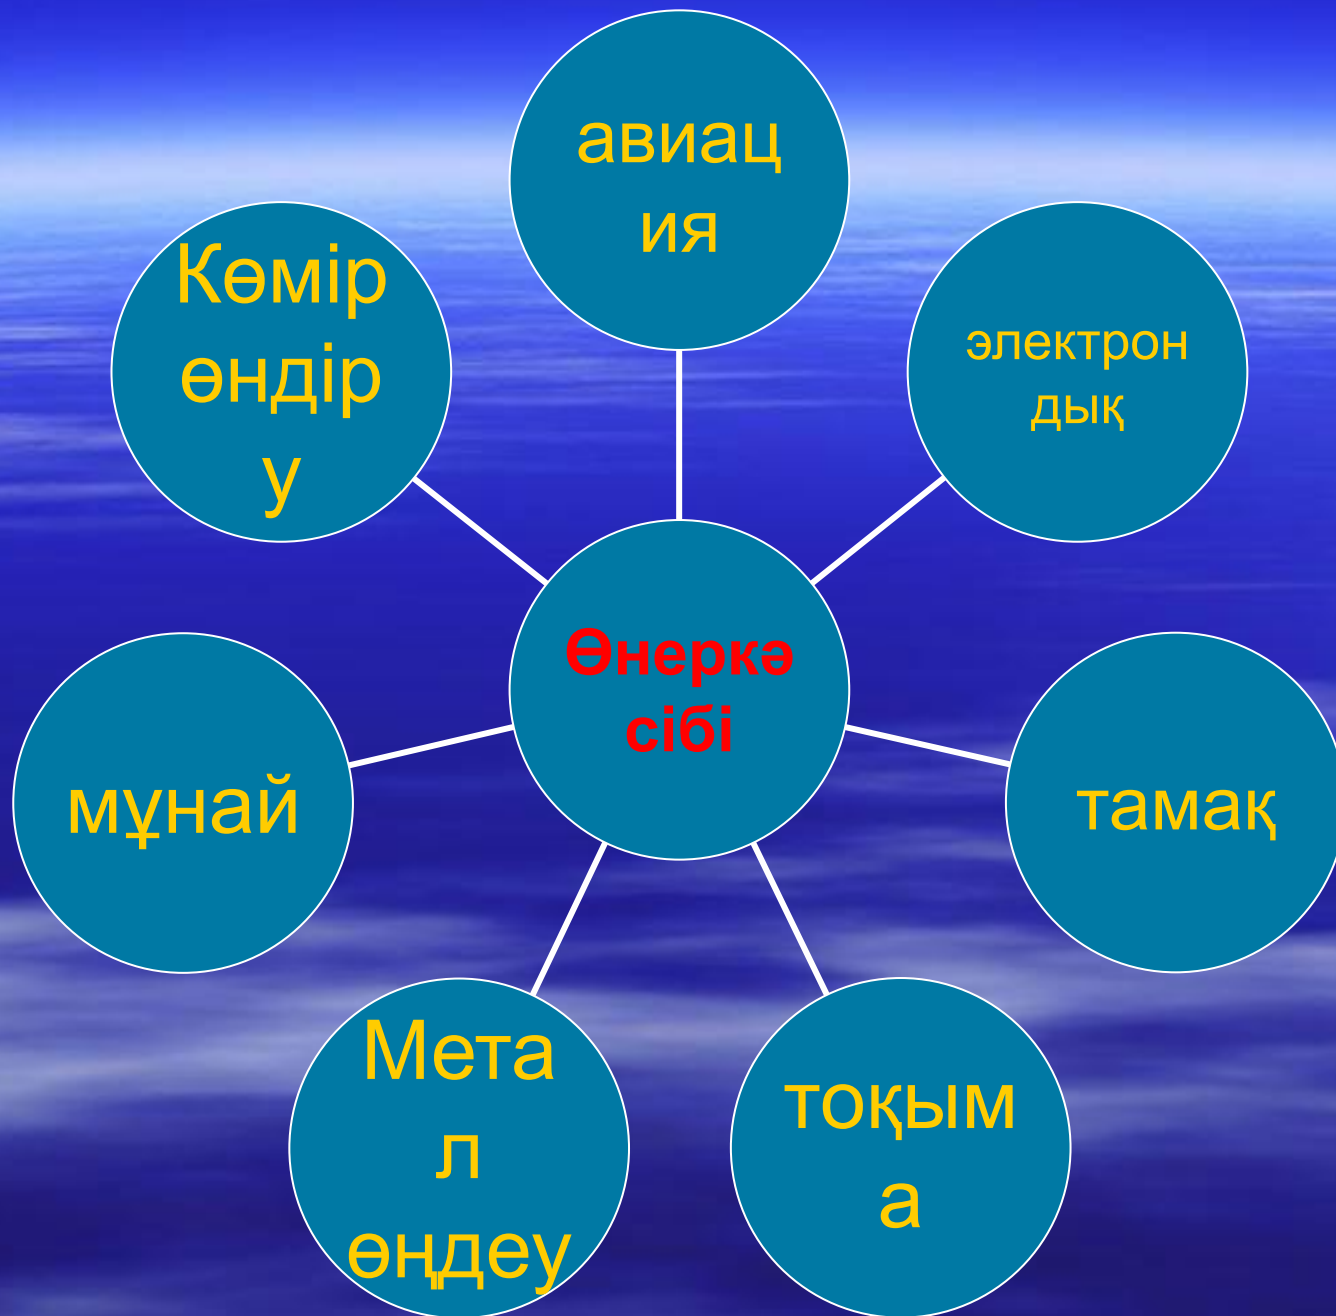 авиац
ия
электрон
дық
тамақ
тоқым
а
Мета
л
өңдеу
мұнай
Көмір
өндір
у
Өнеркә
сібі